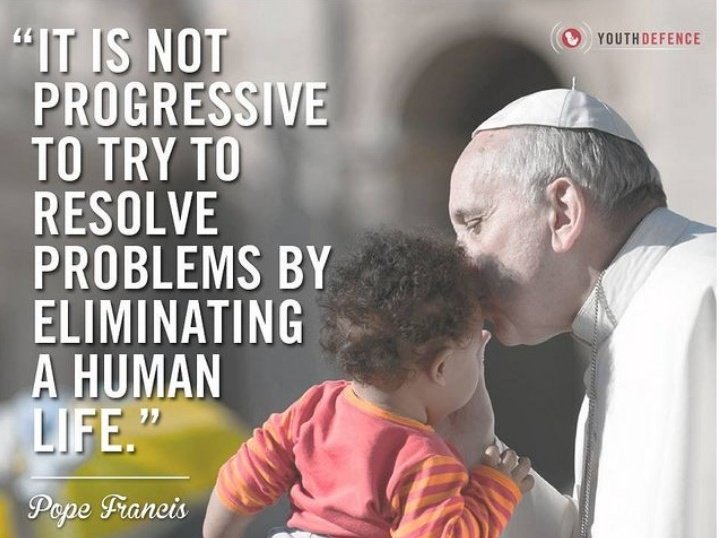 YOUTHDEFENCE
“IT IS NOT
PROGRESSIVE
TO TRY TO
RESOLVE
PROBLEMS BY
ELIMINATING
A HUMAN
LIFE.”
Pope Francis